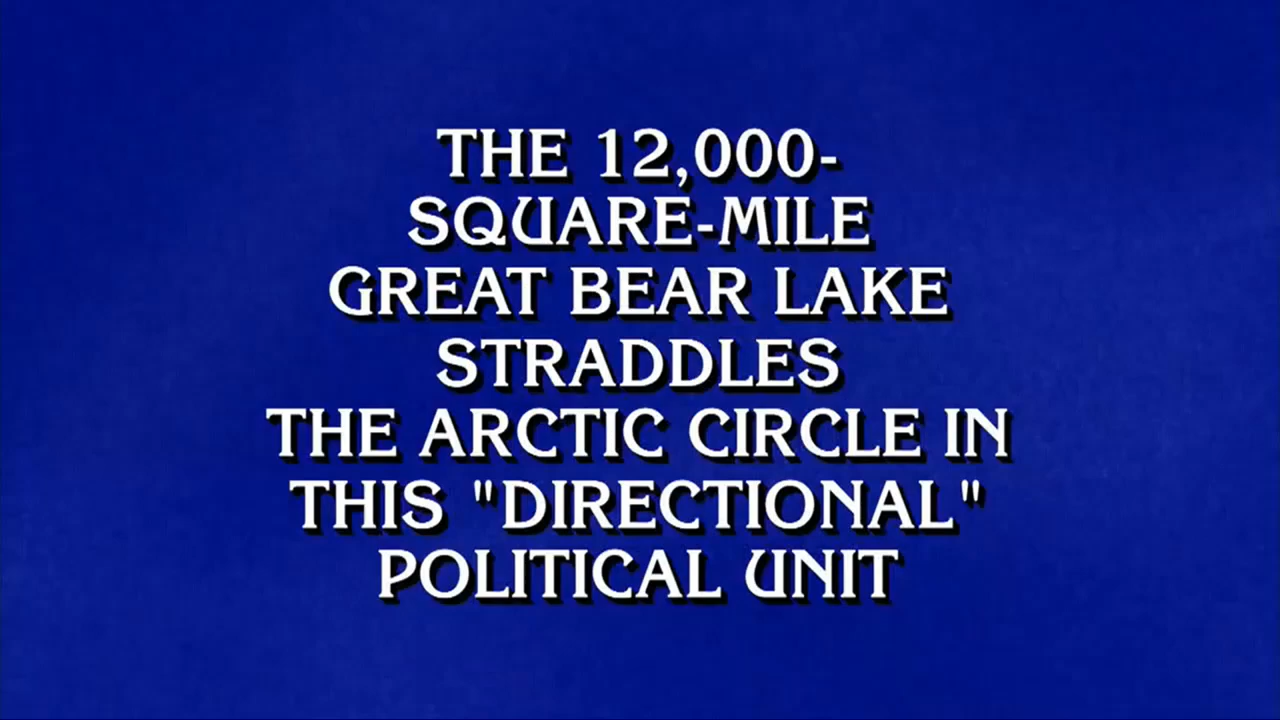 THE 12,000-
SQUARE-MILE
GREAT BEAR LAKE
STRADDLES
THE ARCTIC CIRCLE IN
THIS "DIRECTIONAL"
POLITICAL UNIT